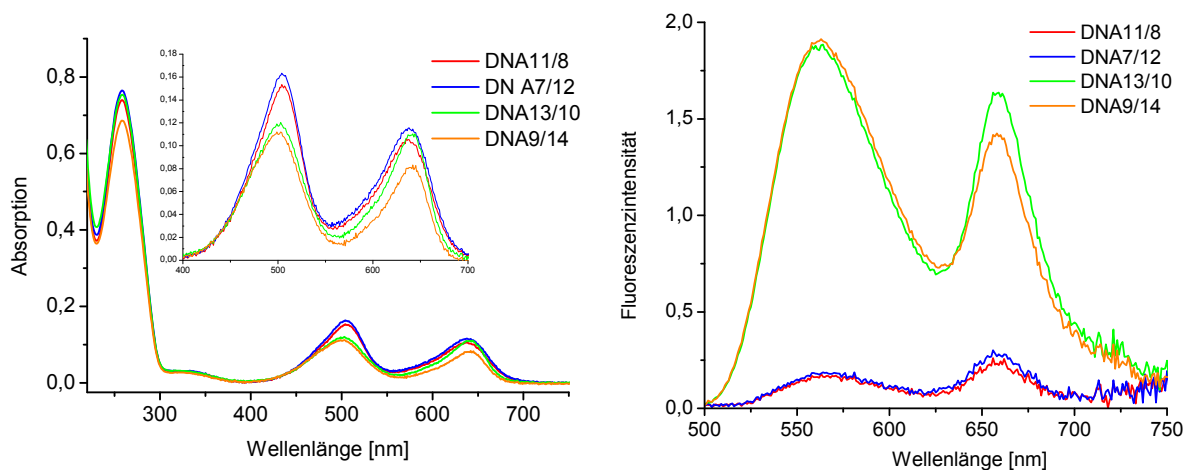 Absorption
0,8
0,6
0,4
0,2
0,0
300 400 500 600 700
Wellenlänge [nm]
0,18
0,16
0,14
0,12
0,10
0,08
0,06
0,04
0,02
0,00
400 500 600 700
DNA11/8
DN A7/12
DNA13/10
DNA9/14
Fluoreszenzintensität
2,0
1,5
1,0
0,5
0,0
500 550 600 650 700 750
Wellenlänge [nm]
DNA11/8
DNA7/12
DNA13/10
DNA9/14